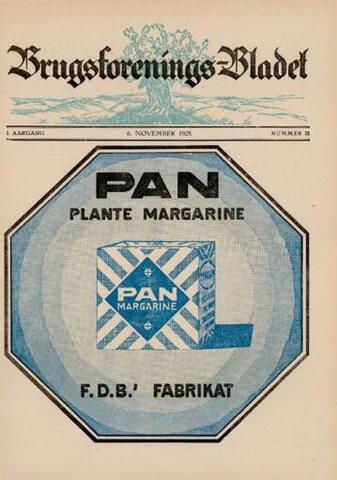 Brugsforenings-Bladet
1. AARGANG
6. NOVEMBER 1928
NUMMER 22
PAN
PLANTE MARGARINE
PAN
MARGARINE
F.D.B.' FABRIKAT